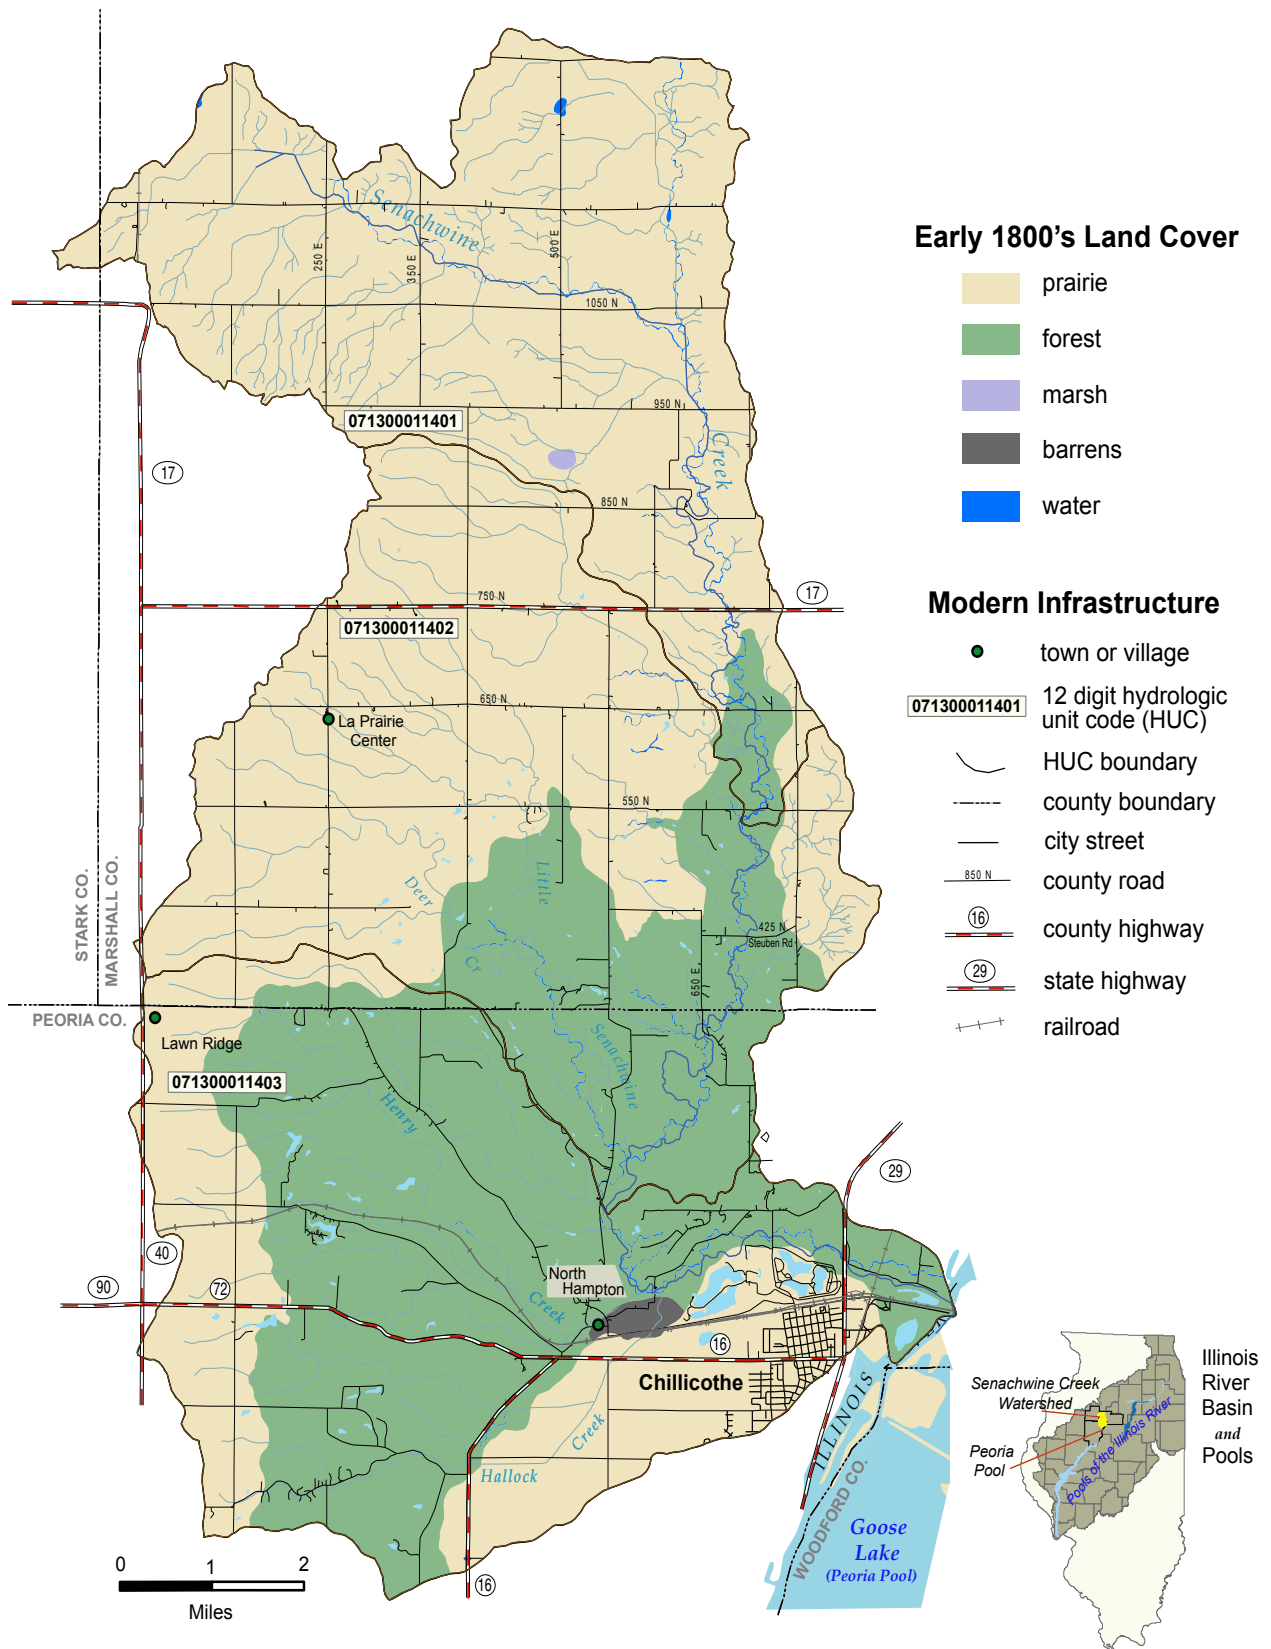 Senachwine
250 E
350 E
500 E
1050 N
950 N
Creek
071300011401
17
850 N
750 N
17
071300011402
650 N
La Prairie
Center
550 N
Deer
Little
Cr
425 N
Steuben Rd
650 E
STARK CO.
MARSHALL CO.
PEORIA CO.
Lawn Ridge
071300011403
Henry
Senachwine
29
40
90
72
North
Hampton
Creek
16
Chillicothe
Creek
Hallock
16
ILLINOIS
WOODFORD CO.
Goose
Lake
(Peoria Pool)
0 1 2
Miles
Early 1800's Land Cover
prairie
forest
marsh
barrens
water
Modern Infrastructure
town or village
071300011401
12 digit hydrologic
unit code (HUC)
HUC boundary
county boundary
city street
850 N
county road
16
county highway
29
state highway
railroad
Senachwine Creek
Watershed
Peoria
Pool
Pools of the Illinois River
Illinois
River
Basin
and
Pools